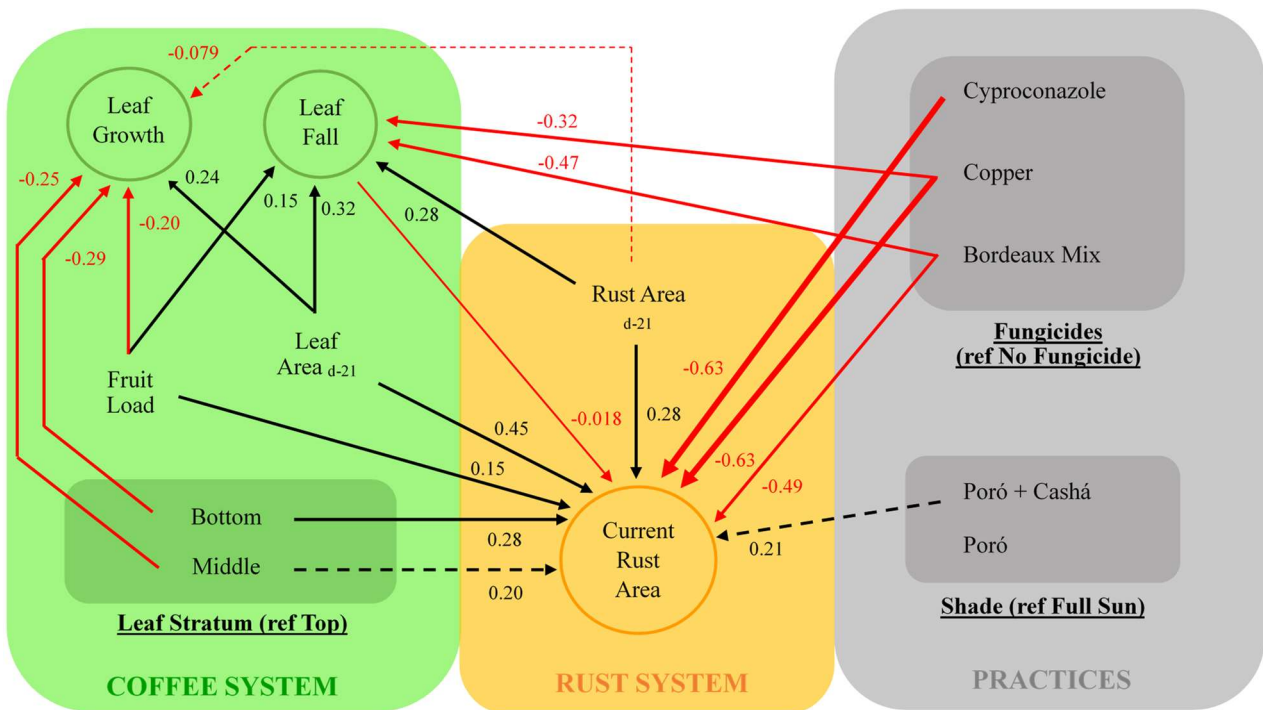 -0.079
Leaf
Growth
Leaf
Fall
Cyproconazole
-0.32
Copper
-0.47
-0.25
0.24
0.15
0.32
0.28
-0.20
-0.29
Bordeaux Mix
Rust Area
d-21
Leaf
Area d-21
Fungicides
(ref No Fungicide)
Fruit
Load
-0.63
-0.018
0.28
0.45
0.15
-0.63
-0.49
Bottom
0.28
Middle
0.20
Current
Rust
Area
0.21
Poró + Cashá
Poró
Leaf Stratum (ref Top)
Shade (ref Full Sun)
COFFEE SYSTEM
RUST SYSTEM
PRACTICES